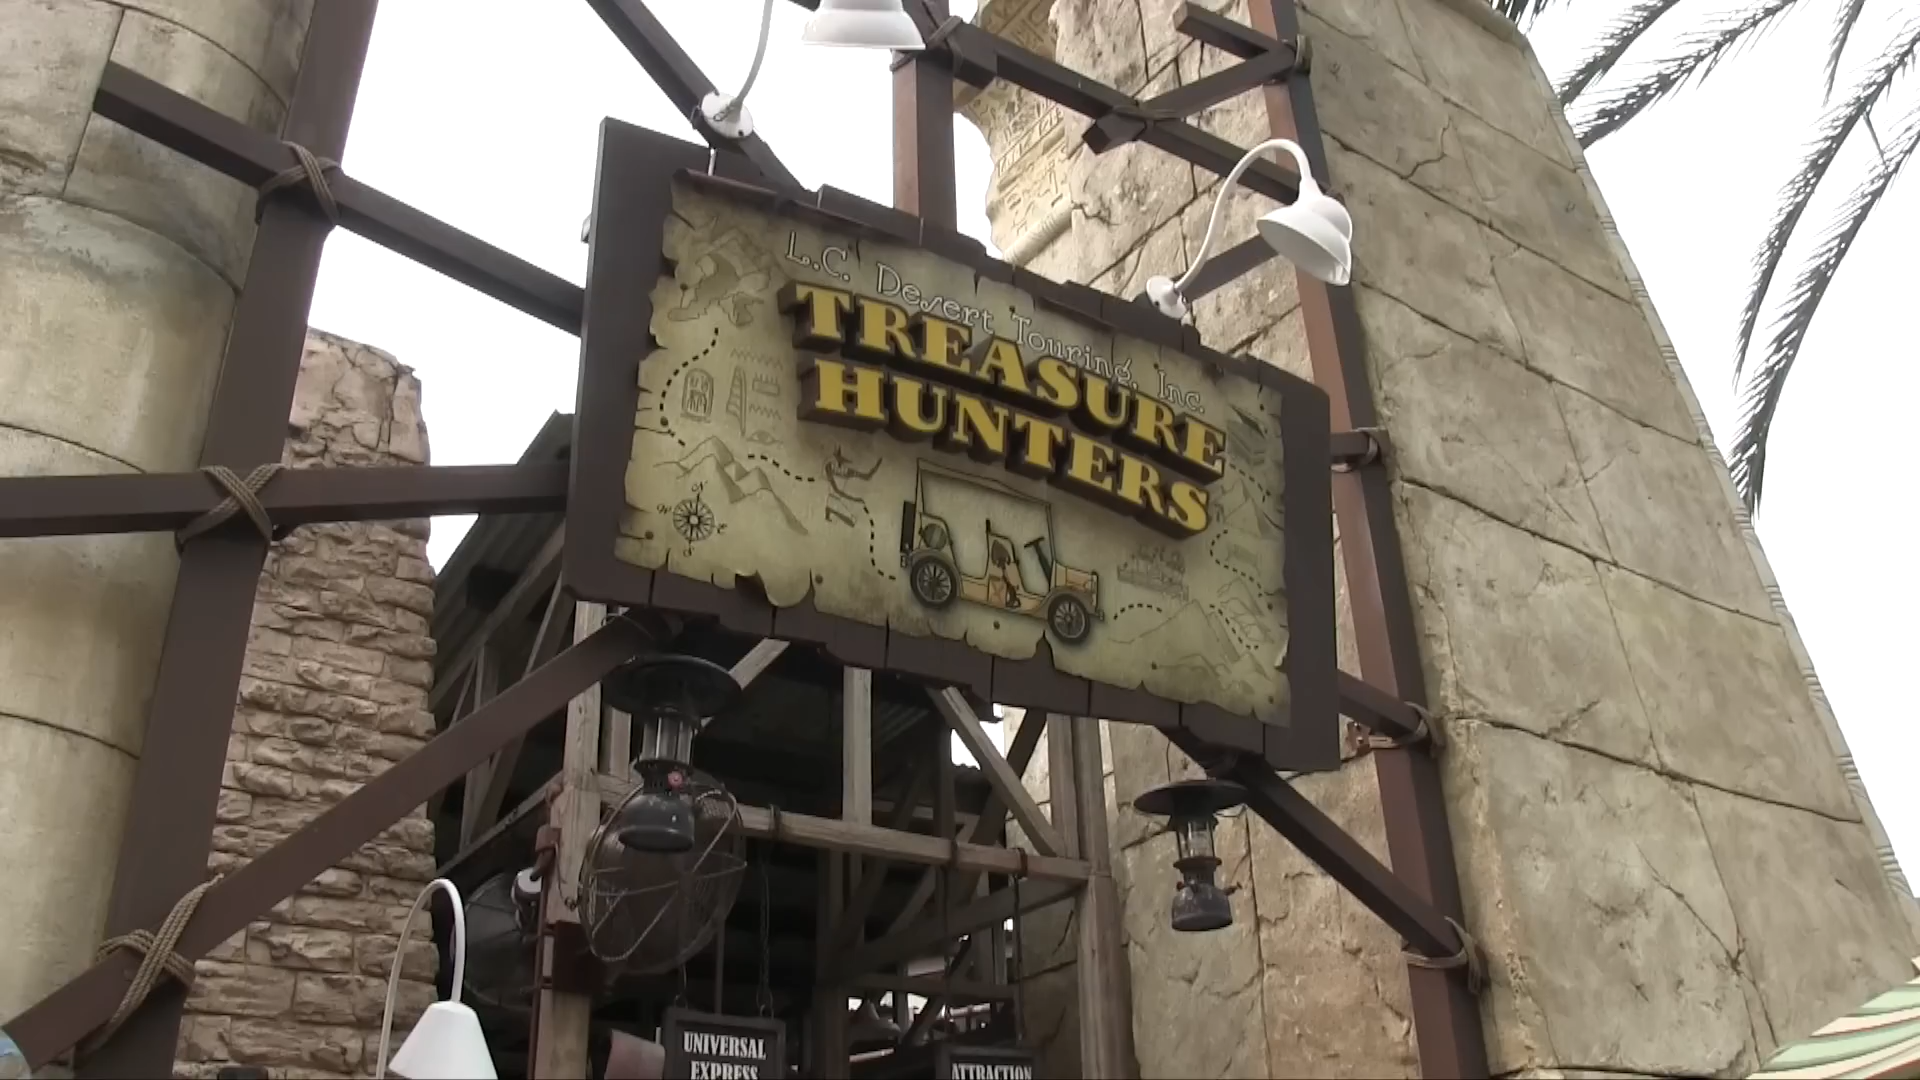 L.C. Desert Touring, Inc.
TREASURE
HUNTERS
N
W
E
S
UNIVERSAL
EXPRESS
ATTRACTION